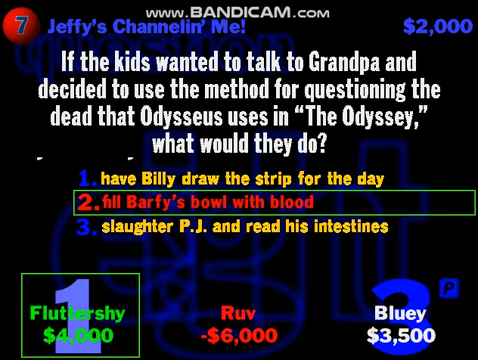 www.BANDICAM.com
7 Jeffy's Channelin' Me! $2,000
question
If the kids wanted to talk to Grandpa and
decided to use the method for questioning the
dead that Odysseus uses in “The Odyssey,”
what would they do?
1. have Billy draw the strip for the day
2. fill Barfy's bowl with blood
3. slaughter P.J. and read his intestines
1 2
Fluttershy Ruv Bluey P
$4,000 -$6,000 $3,500